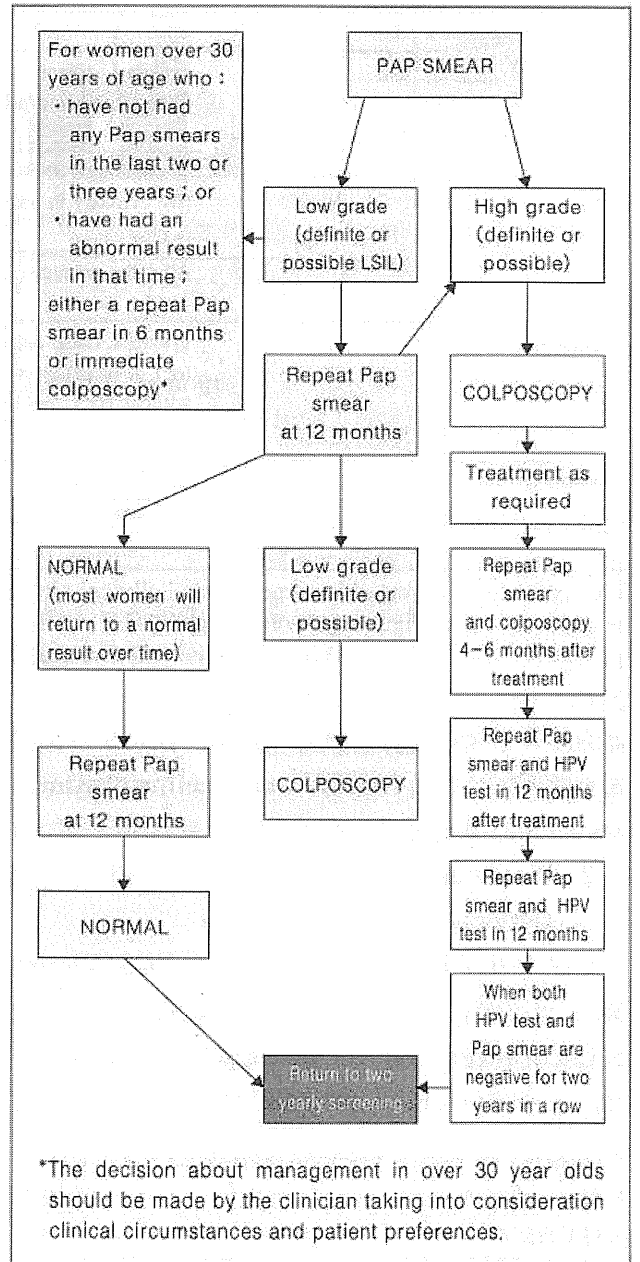 For women over 30
years of age who :
• have not had
any Pap smears
in the last two or
three years ; or
• have had an
abnormal result
in that time ;
either a repeat Pap
smear in 6 months
or immediate
colposcopy*
PAP SMEAR
Low grade
(definite or
possible LSIL)
High grade
(definite or
possible)
Repeat Pap
smear
at 12 months
COLPOSCOPY
Treatment as
required
NORMAL
(most women will
return to a normal
result over time)
Low grade
(definite or
possible)
Repeat Pap
smear
and colposcopy
4-6 months after
treatment
Repeat Pap
smear
at 12 months
COLPOSCOPY
Repeat Pap
smear and HPV
test in 12 months
after treatment
NORMAL
Repeat Pap
smear and HPV
test in 12 months
When both
HPV test and
Pap smear are
negative for two
years in a row
Return to two
yearly screening
*The decision about management in over 30 year olds
should be made by the clinician taking into consideration
clinical circumstances and patient preferences.